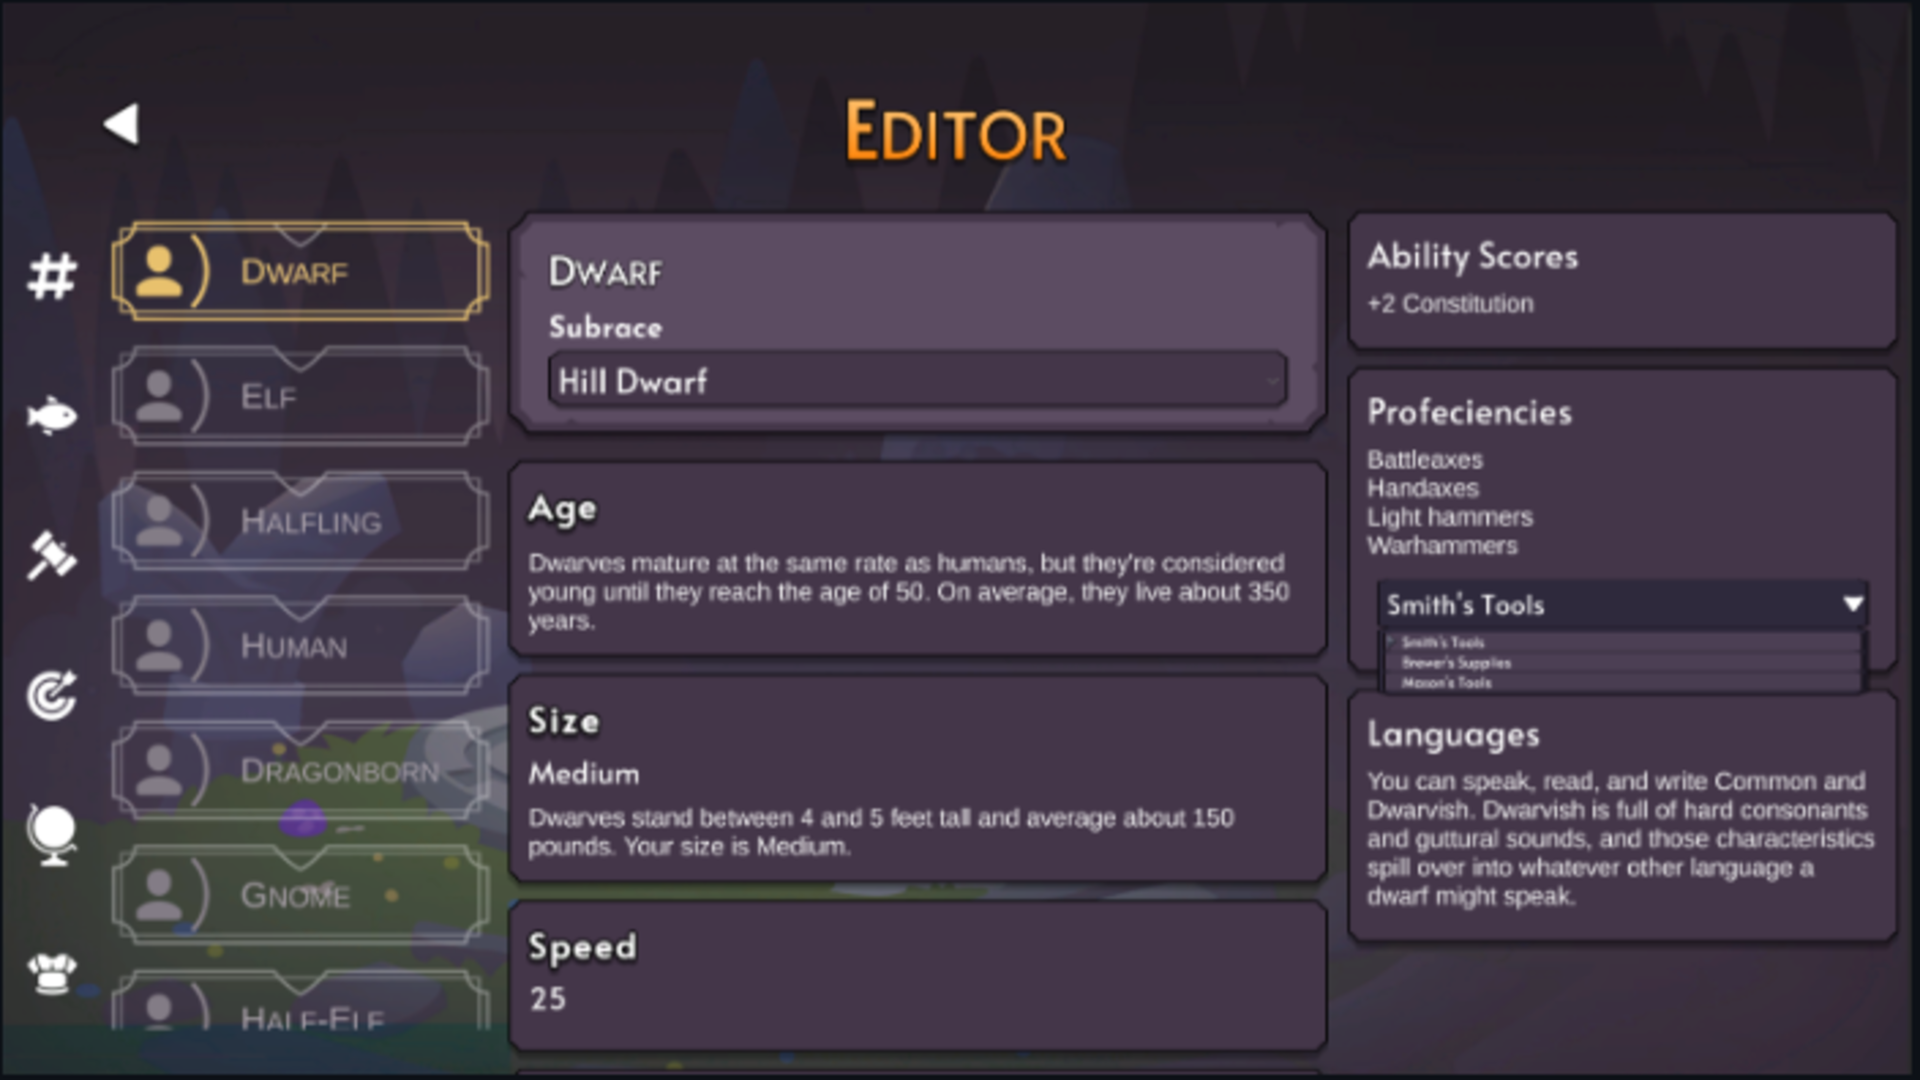 EDITOR
DWARF
ELF
HALFLING
HUMAN
DRAGONBORN
GNOME
HALF-ELF
DWARF
Subrace
Hill Dwarf
Age
Dwarves mature at the same rate as humans, but they're considered
young until they reach the age of 50. On average, they live about 350
years.
Size
Medium
Dwarves stand between 4 and 5 feet tall and average about 150
pounds. Your size is Medium.
Speed
25
Ability Scores
+2 Constitution
Profeciencies
Battleaxes
Handaxes
Light hammers
Warhammers
Smith's Tools
Smith's Tools
Brewer's Supplies
Mason's Tools
Languages
You can speak, read, and write Common and
Dwarvish. Dwarvish is full of hard consonants
and guttural sounds, and those characteristics
spill over into whatever other language a
dwarf might speak.